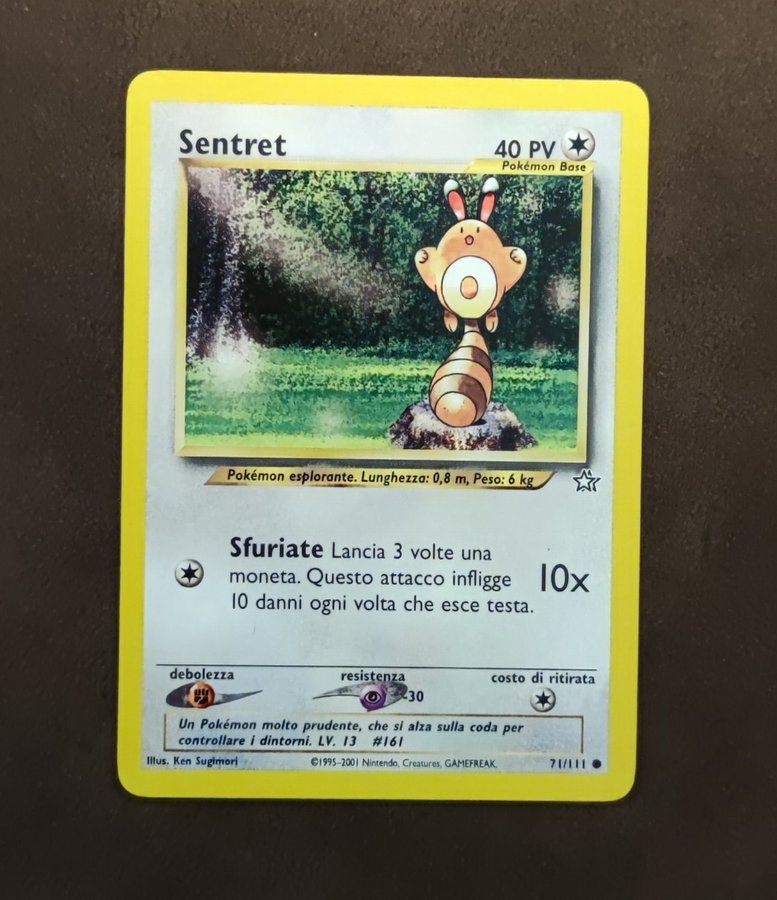 Sentret 40 PV
Pokémon Base
Pokémon esplorante. Lunghezza: 0,8 m, Peso: 6 kg
Sfuriate Lancia 3 volte una
moneta. Questo attacco infligge 10x
10 danni ogni volta che esce testa.
debolezza resistenza costo di ritirata
-30
Un Pokémon molto prudente, che si alza sulla coda per
controllare i dintorni. LV. 13 #161
Illus. Ken Sugimori ©1995-2001 Nintendo, Creatures, GAMEFREAK. 71/111